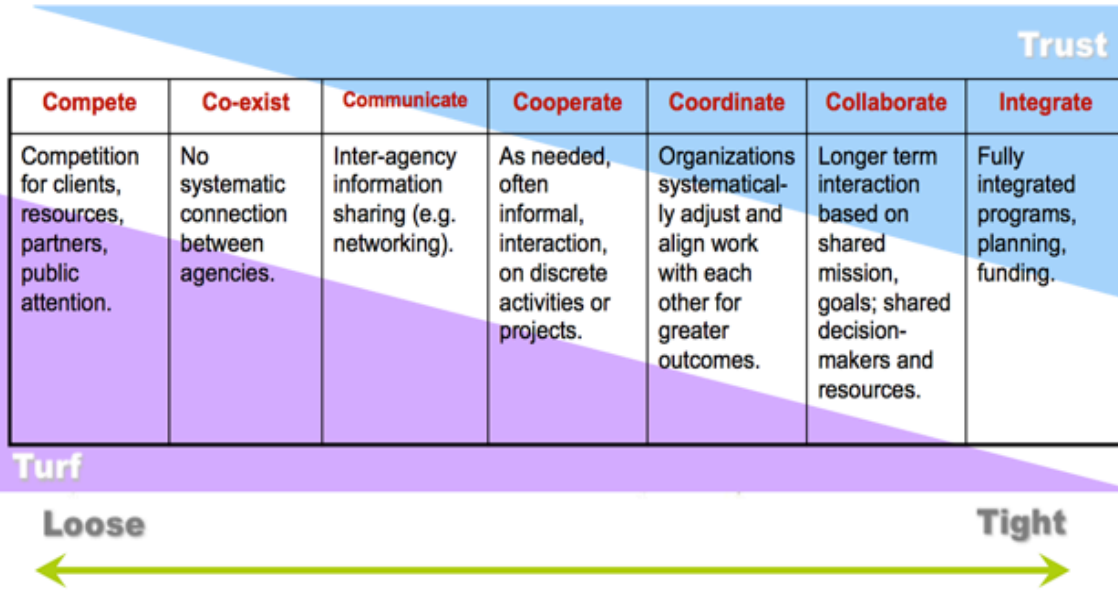 Trust
Compete
Co-exist
Communicate
Cooperate
Coordinate
Collaborate
Integrate
Competition
for clients,
resources,
partners,
public
attention.
No
systematic
connection
between
agencies.
Inter-agency
information
sharing (e.g.
networking).
As needed,
often
informal,
interaction,
on discrete
activities or
projects.
Organizations
systematical-
ly adjust and
align work
with each
other for
greater
outcomes.
Longer term
interaction
based on
shared
mission,
goals; shared
decision-
makers and
resources.
Fully
integrated
programs,
planning,
funding.
Turf
Loose
Tight